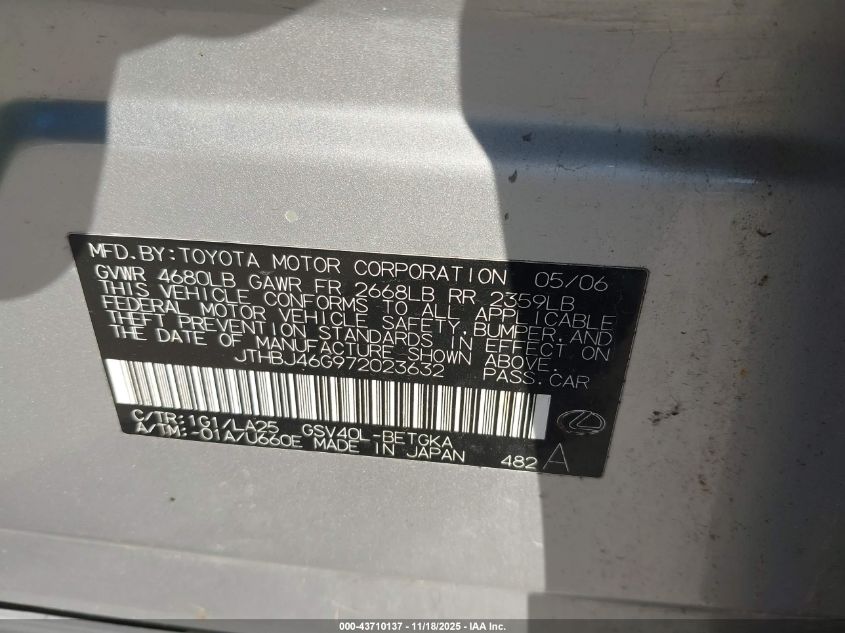 MFD.BY:TOYOTA MOTOR CORPORATION 05/06
GVWR 4680LB GAWR FR 2668LB RR 2359LB
THIS VEHICLE CONFORMS TO ALL APPLICABLE
FEDERAL MOTOR VEHICLE SAFETY,BUMPER,AND
THEFT PREVENTION STANDARDS IN EFFECT ON
THE DATE OF MANUFACTURE SHOWN ABOVE.
JTHBJ46G972023632 PASS.CAR
C/TR:1G1/LA25 GSV40L-BETGKA
A/TM:-01A/U660E MADE IN JAPAN 482 A
000-43710137 - 11/18/2025 - IAA Inc.